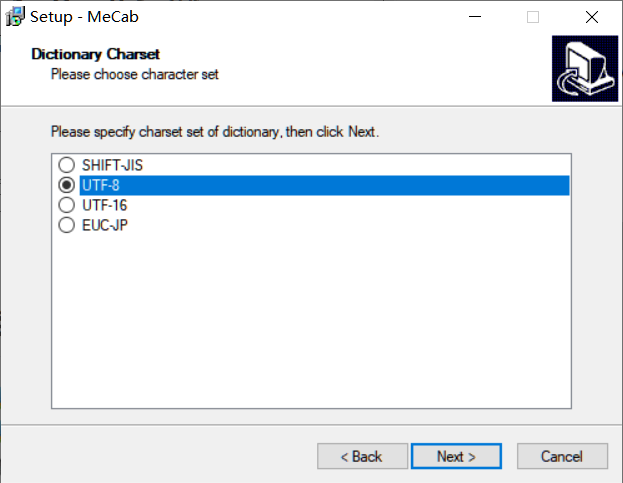 Setup - MeCab
Dictionary Charset
Please choose character set
Please specify charset set of dictionary, then click Next.
SHIFT-JIS
UTF-8
UTF-16
EUC-JP
< Back
Next >
Cancel